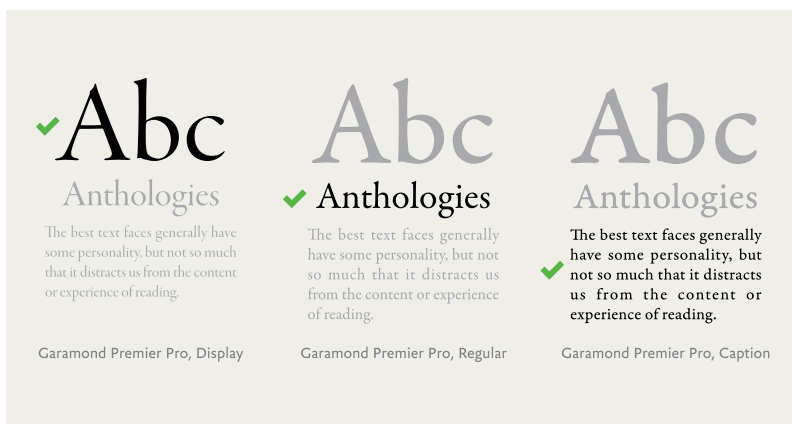 Abc
Anthologies
The best text faces generally have
some personality, but not so much
that it distracts us from the content
or experience of reading.
Garamond Premier Pro, Display
Abc
Anthologies
The best text faces generally
have some personality, but not
so much that it distracts us
from the content or experience
of reading.
Garamond Premier Pro, Regular
Abc
Anthologies
The best text faces generally
have some personality, but
not so much that it distracts
us from the content or
experience of reading.
Garamond Premier Pro, Caption